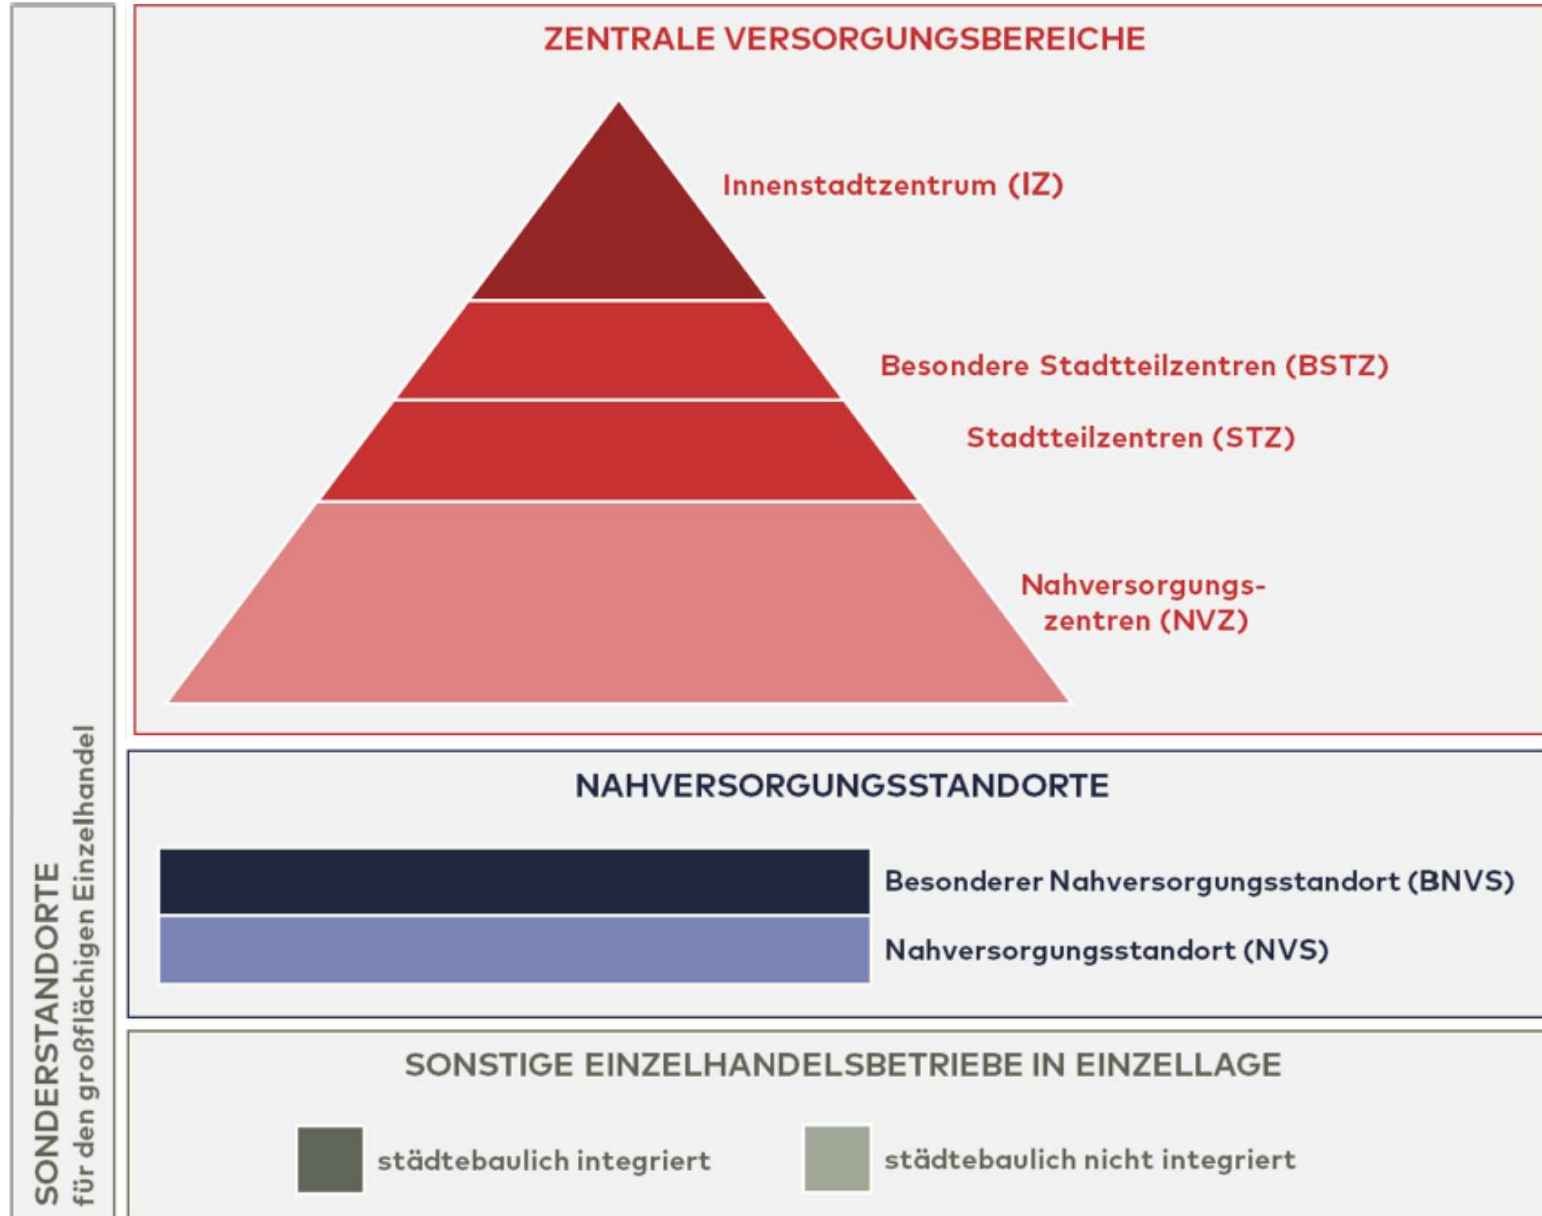 ZENTRALE VERSORGUNGSBEREICHE
Innenstadtzentrum (IZ)
Besondere Stadtteilzentren (BSTZ)
Stadtteilzentren (STZ)
Nahversorgungs-
zentren (NVZ)
NAHVERSORGUNGSSTANDORTE
Besonderer Nahversorgungsstandort (BNVS)
Nahversorgungsstandort (NVS)
SONSTIGE EINZELHANDELSBETRIEBE IN EINZELLAGE
städtebaulich integriert
städtebaulich nicht integriert
SONDERSTANDORTE
für den großflächigen Einzelhandel